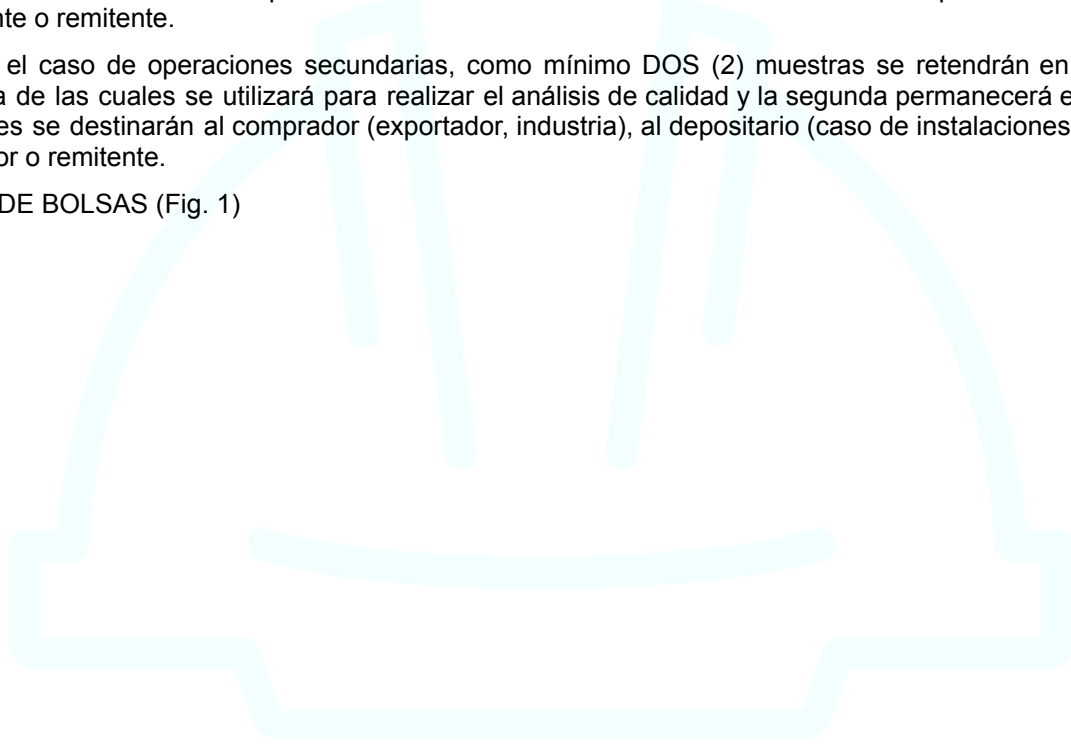 nte o remitente.
el caso de operaciones secundarias, como mínimo DOS (2) muestras se retendrán en
a de las cuales se utilizará para realizar el análisis de calidad y la segunda permanecerá e
es se destinarán al comprador (exportador, industria), al depositario (caso de instalaciones
or o remitente.
DE BOLSAS (Fig. 1)